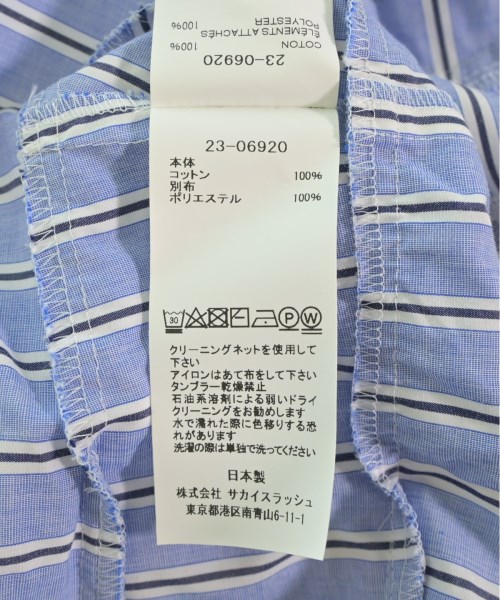 COTON 100%
ÉLÉMENTS ATTACHÉS
POLYESTER 100%
23-06920
23-06920
本体
コットン 100%
別布
ポリエステル 100%
30 P W
クリーニングネットを使用して
下さい
アイロンはあて布をして下さい
タンブラー乾燥禁止
石油系溶剤による弱いドライ
クリーニングをお勧めします
水で濡れた際に色移りする恐
れがあります
洗濯の際は単独で洗ってください
日本製
株式会社 サカイスラッシュ
東京都港区南青山6-11-1